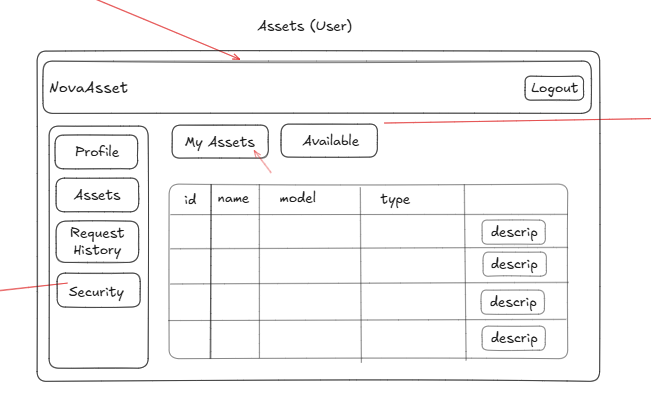 Assets (User)
NovaAsset
Logout
My Assets
Available
Profile
Assets
Request
History
Security
id name model type
descrip
descrip
descrip
descrip